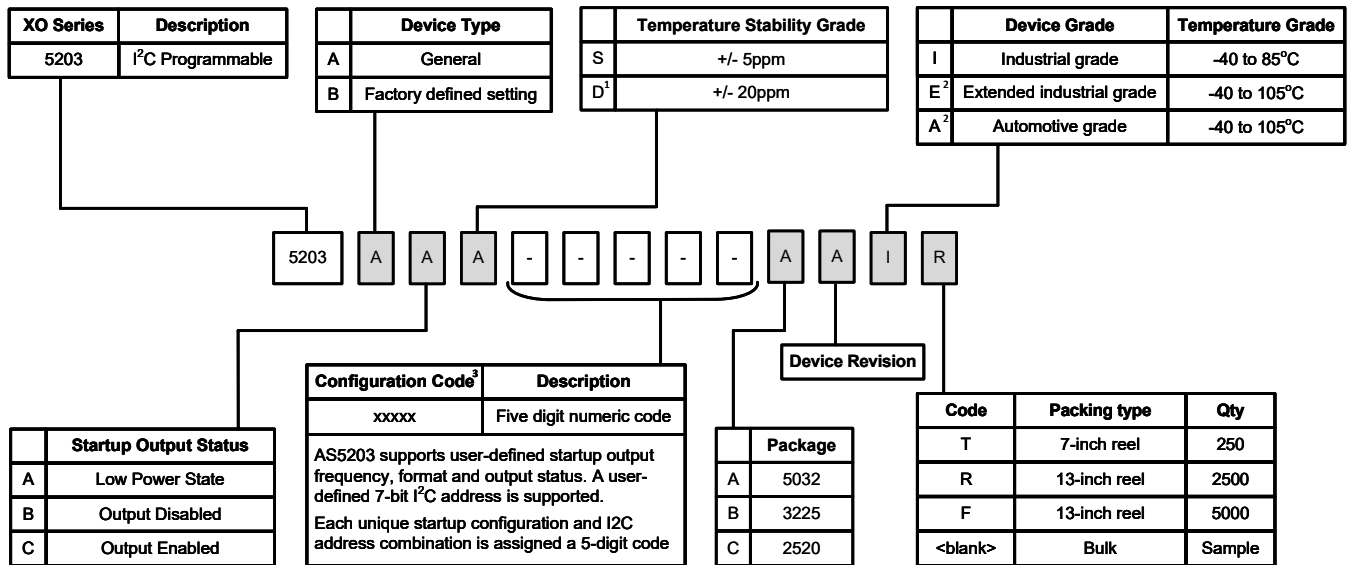 XO Series Description
5203 I²C Programmable
Device Type
A General
B Factory defined setting
Temperature Stability Grade
S +/- 5ppm
D¹ +/- 20ppm
Device Grade Temperature Grade
I Industrial grade -40 to 85°C
E² Extended industrial grade -40 to 105°C
A² Automotive grade -40 to 105°C
5203 A A A - - - - - A A I R
Startup Output Status
A Low Power State
B Output Disabled
C Output Enabled
Configuration Code³ Description
xxxxx Five digit numeric code
AS5203 supports user-defined startup output
frequency, format and output status. A user-
defined 7-bit I²C address is supported.
Each unique startup configuration and I2C
address combination is assigned a 5-digit code
Package
A 5032
B 3225
C 2520
Device Revision
Code Packing type Qty
T 7-inch reel 250
R 13-inch reel 2500
F 13-inch reel 5000
<blank> Bulk Sample